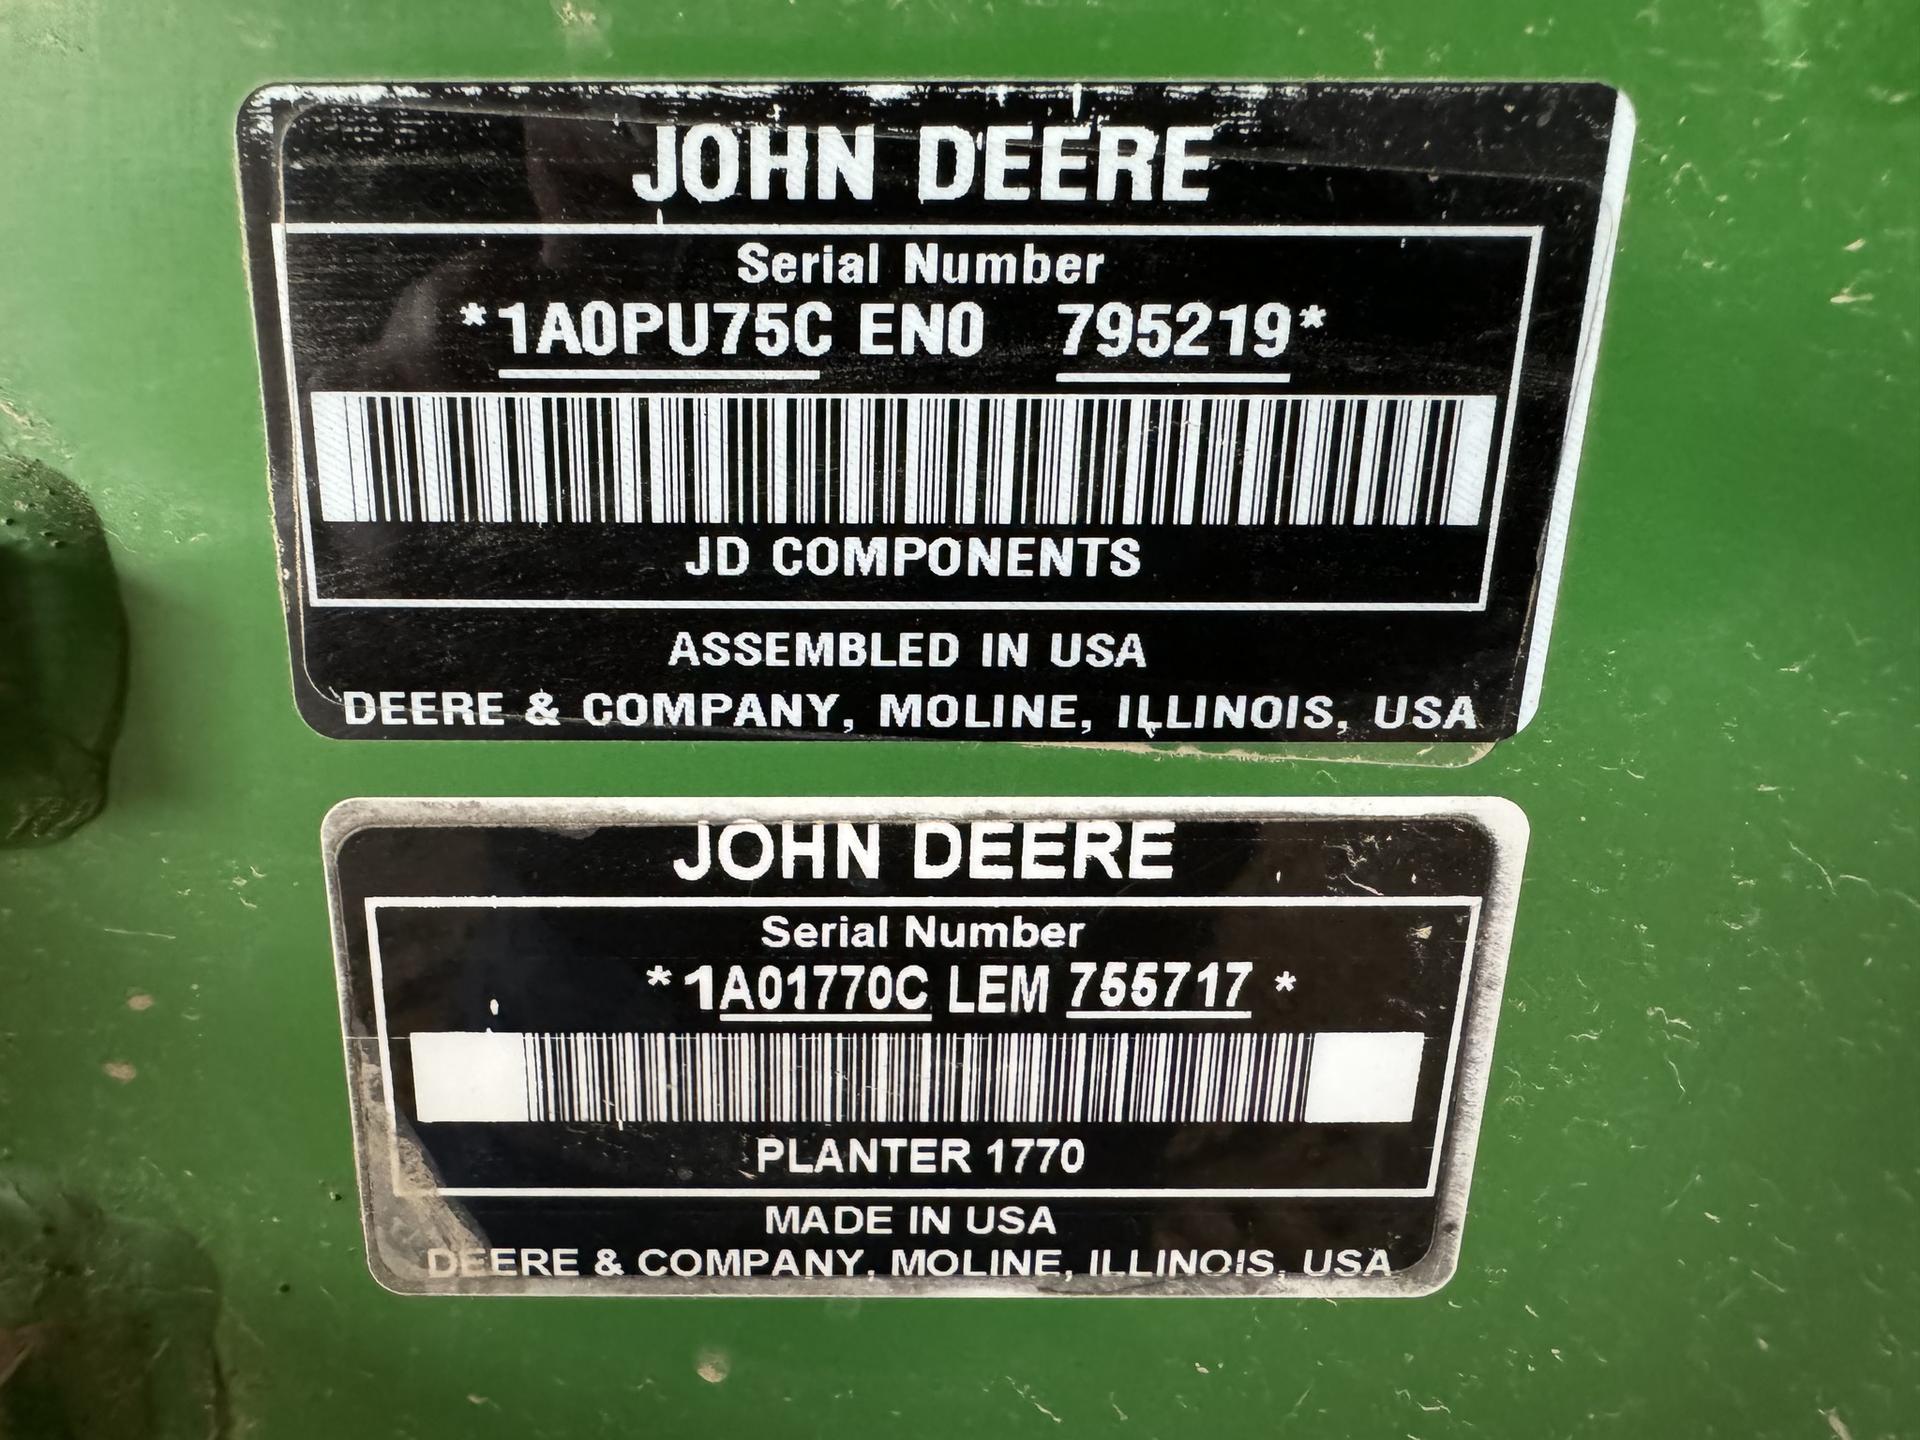 JOHN DEERE
Serial Number
*1A0PU75C EN0 795219*
JD COMPONENTS
ASSEMBLED IN USA
DEERE & COMPANY, MOLINE, ILLINOIS, USA
JOHN DEERE
Serial Number
*1A01770C LEM 755717 *
PLANTER 1770
MADE IN USA
DEERE & COMPANY, MOLINE, ILLINOIS, USA